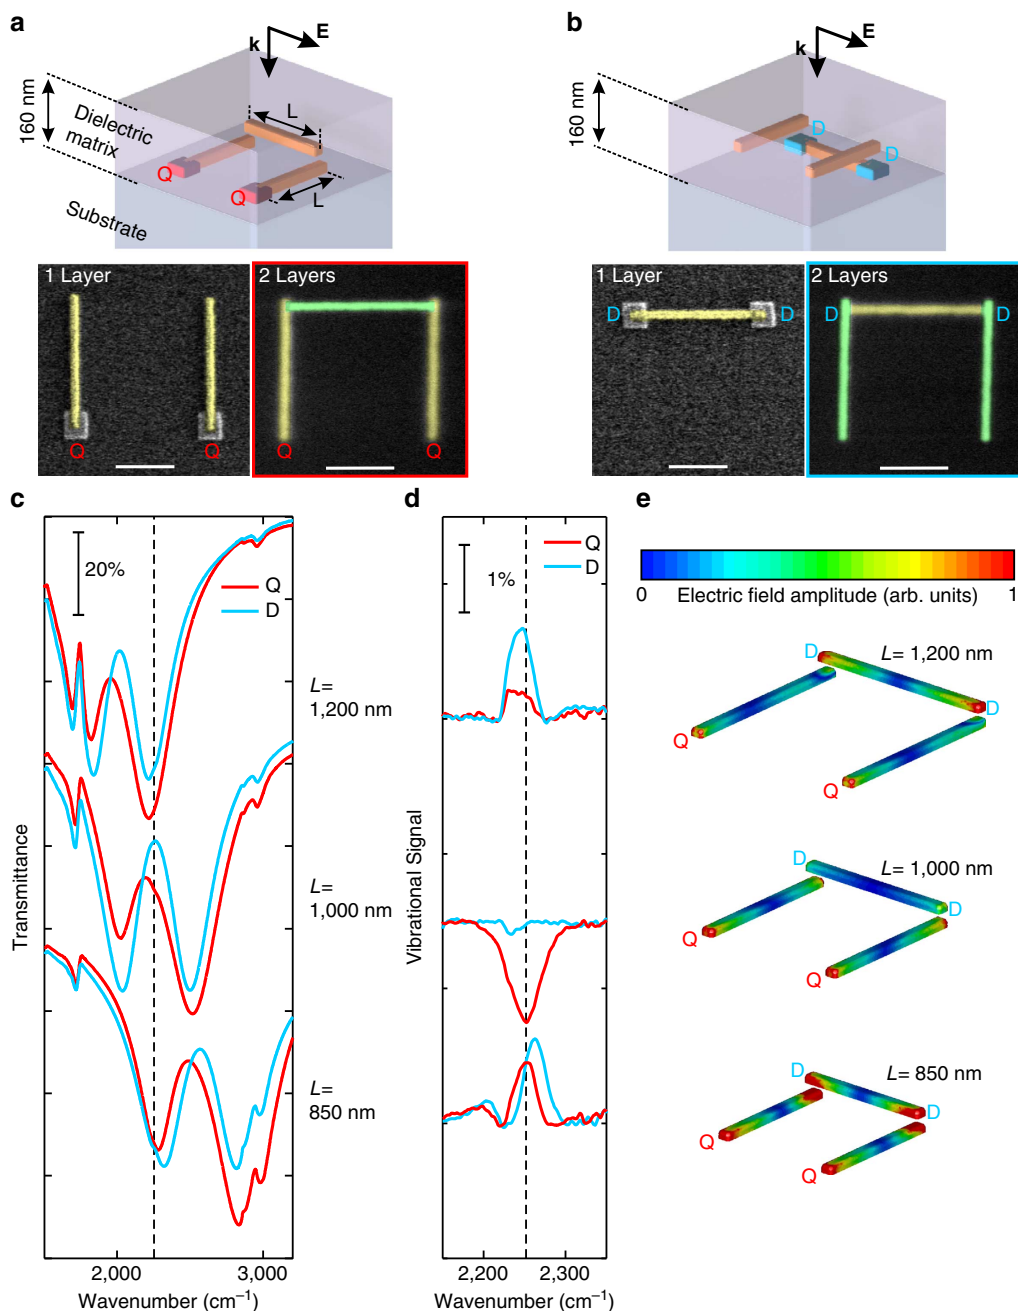 a
k
E
160 nm
Dielectric
matrix
Substrate
L
L
Q
Q
1 Layer
Q
Q
2 Layers
Q
Q
b
k
E
160 nm
D
D
1 Layer
D
D
2 Layers
D
D
c
20%
Q
D
L=
1,200 nm
L=
1,000 nm
L=
850 nm
Transmittance
2,000
3,000
Wavenumber (cm⁻¹)
d
1%
Q
D
Vibrational Signal
2,200
2,300
Wavenumber (cm⁻¹)
e
0
Electric field amplitude (arb. units)
1
L= 1,200 nm
D
D
Q
Q
L= 1,000 nm
D
D
Q
Q
L= 850 nm
D
D
Q
Q